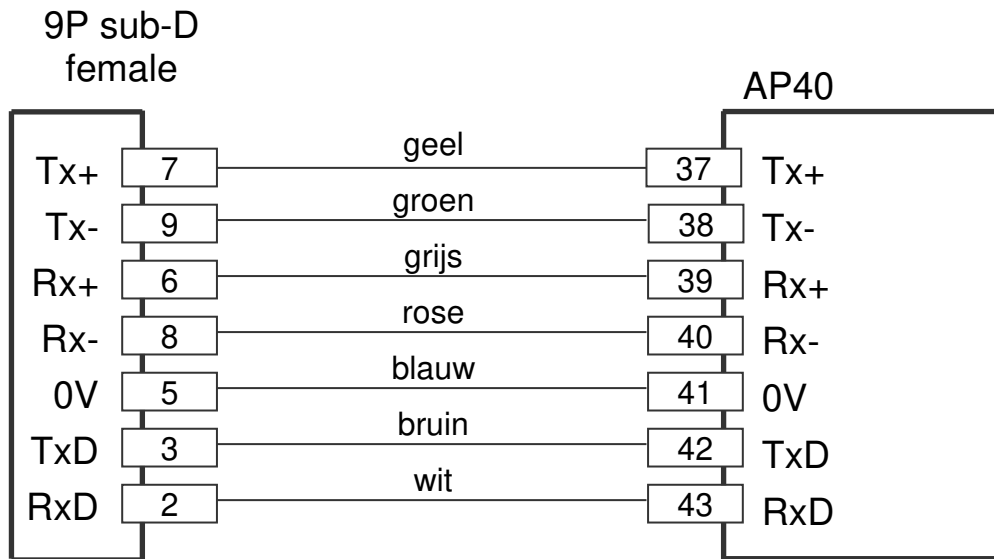 9P sub-D
female
AP40
Tx+ 7 geel 37 Tx+
Tx- 9 groen 38 Tx-
Rx+ 6 grijs 39 Rx+
Rx- 8 rose 40 Rx-
0V 5 blauw 41 0V
TxD 3 bruin 42 TxD
RxD 2 wit 43 RxD